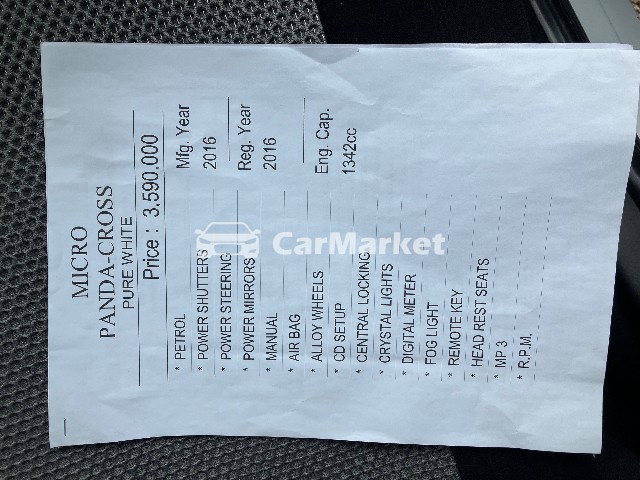 MICRO
PANDA-CROSS
PURE WHITE
Price : 3.590.000
* PETROL
* POWER SHUTTERS
* POWER STEERING
* POWER MIRRORS
* MANUAL
* AIR BAG
* ALLOY WHEELS
* CD SETUP
* CENTRAL LOCKING
* CRYSTAL LIGHTS
* DIGITAL METER
* FOG LIGHT
* REMOTE KEY
* HEAD REST SEATS
* MP 3
* R.P.M.
Mfg. Year
2016
Reg. Year
2016
Eng. Cap.
1342cc
CarMarket